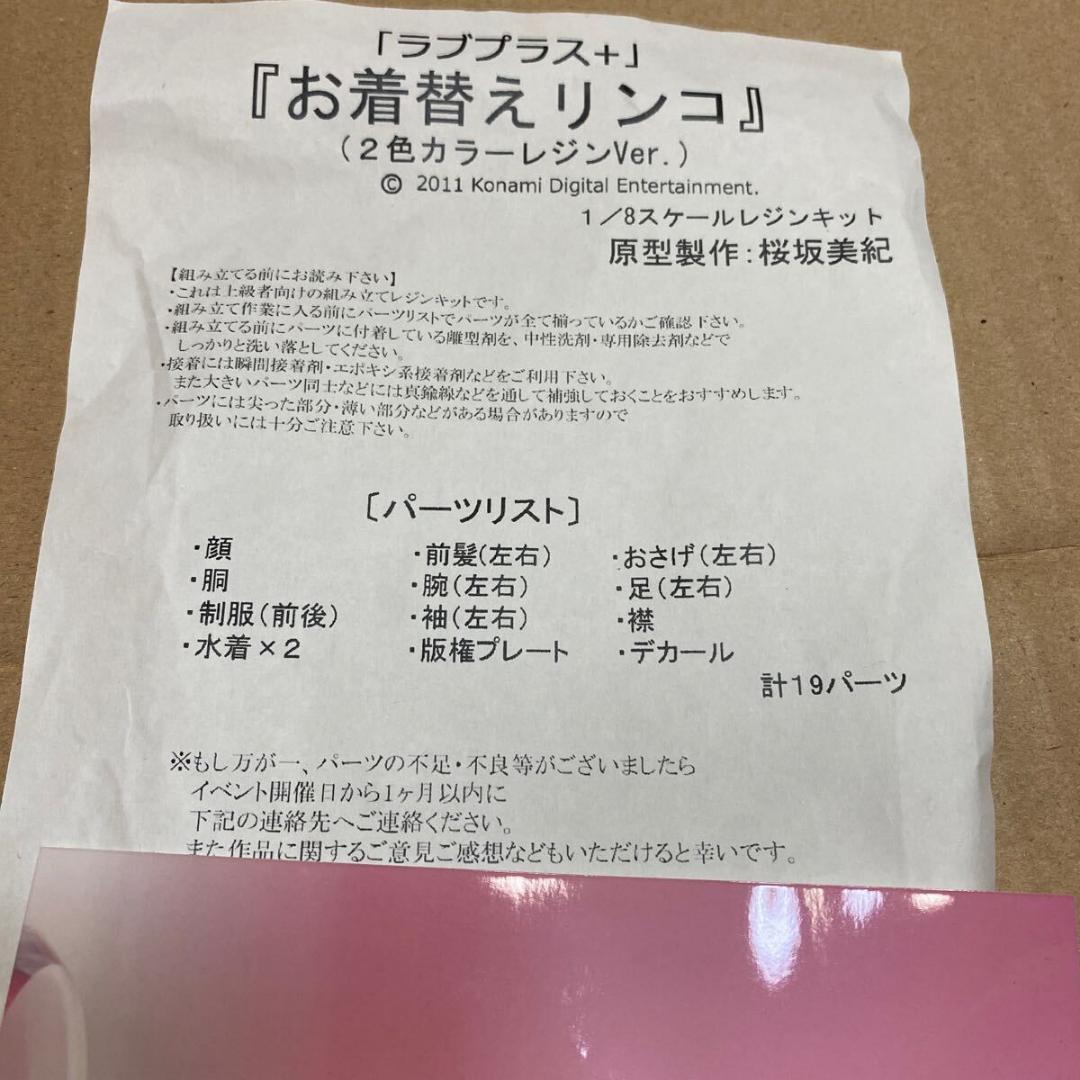 「ラブプラス+」
『お着替えリンコ』
(2色カラーレジンVer.)
© 2011 Konami Digital Entertainment.
1/8スケールレジンキット
原型製作:桜坂美紀
【組み立てる前にお読み下さい】
・これは上級者向けの組み立てレジンキットです。
・組み立て作業に入る前にパーツリストでパーツが全て揃っているかご確認下さい。
・組み立てる前にパーツに付着している離型剤を、中性洗剤・専用除去剤などで
しっかりと洗い落としてください。
・接着には瞬間接着剤・エポキシ系接着剤などをご利用下さい。
また大きいパーツ同士などには真鍮線などを通して補強しておくことをおすすめします。
・パーツには尖った部分・薄い部分などがある場合がありますので
取り扱いには十分ご注意下さい。
〔パーツリスト〕
・顔 ・前髪(左右) ・おさげ(左右)
・胴 ・腕(左右) ・足(左右)
・制服(前後) ・袖(左右) ・襟
・水着×2 ・版権プレート ・デカール
計19パーツ
※もし万が一、パーツの不足・不良等がございましたら
イベント開催日から1ヶ月以内に
下記の連絡先へご連絡ください。
また作品に関するご意見ご感想などもいただけると幸いです。